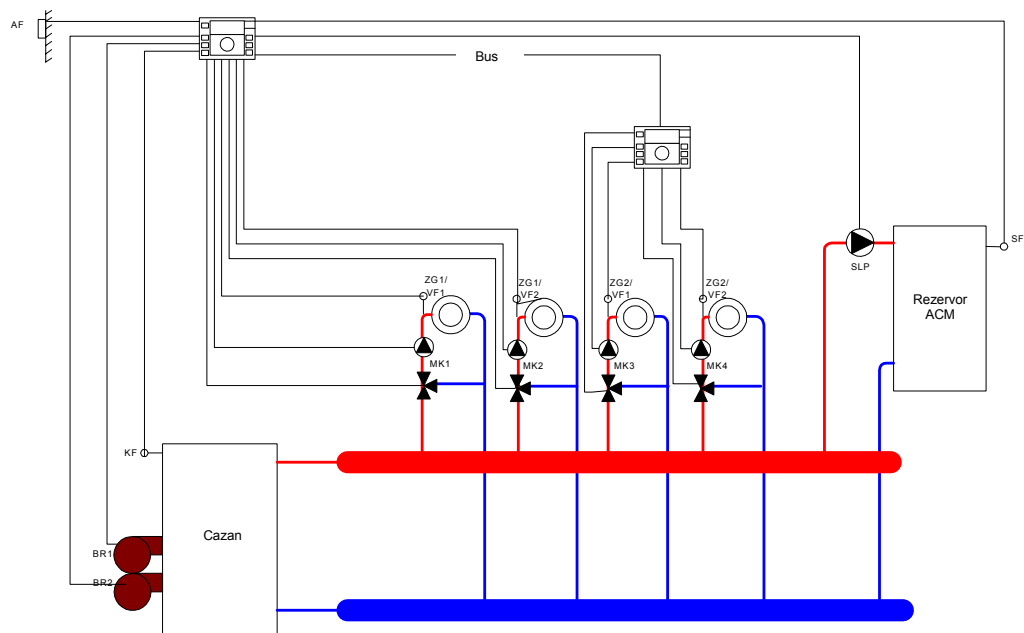 AF
Bus
SF
SLP
Rezervor
ACM
ZG1/
VF1
ZG1/
VF2
ZG2/
VF1
ZG2/
VF2
MK1
MK2
MK3
MK4
KF
Cazan
BR1
BR2